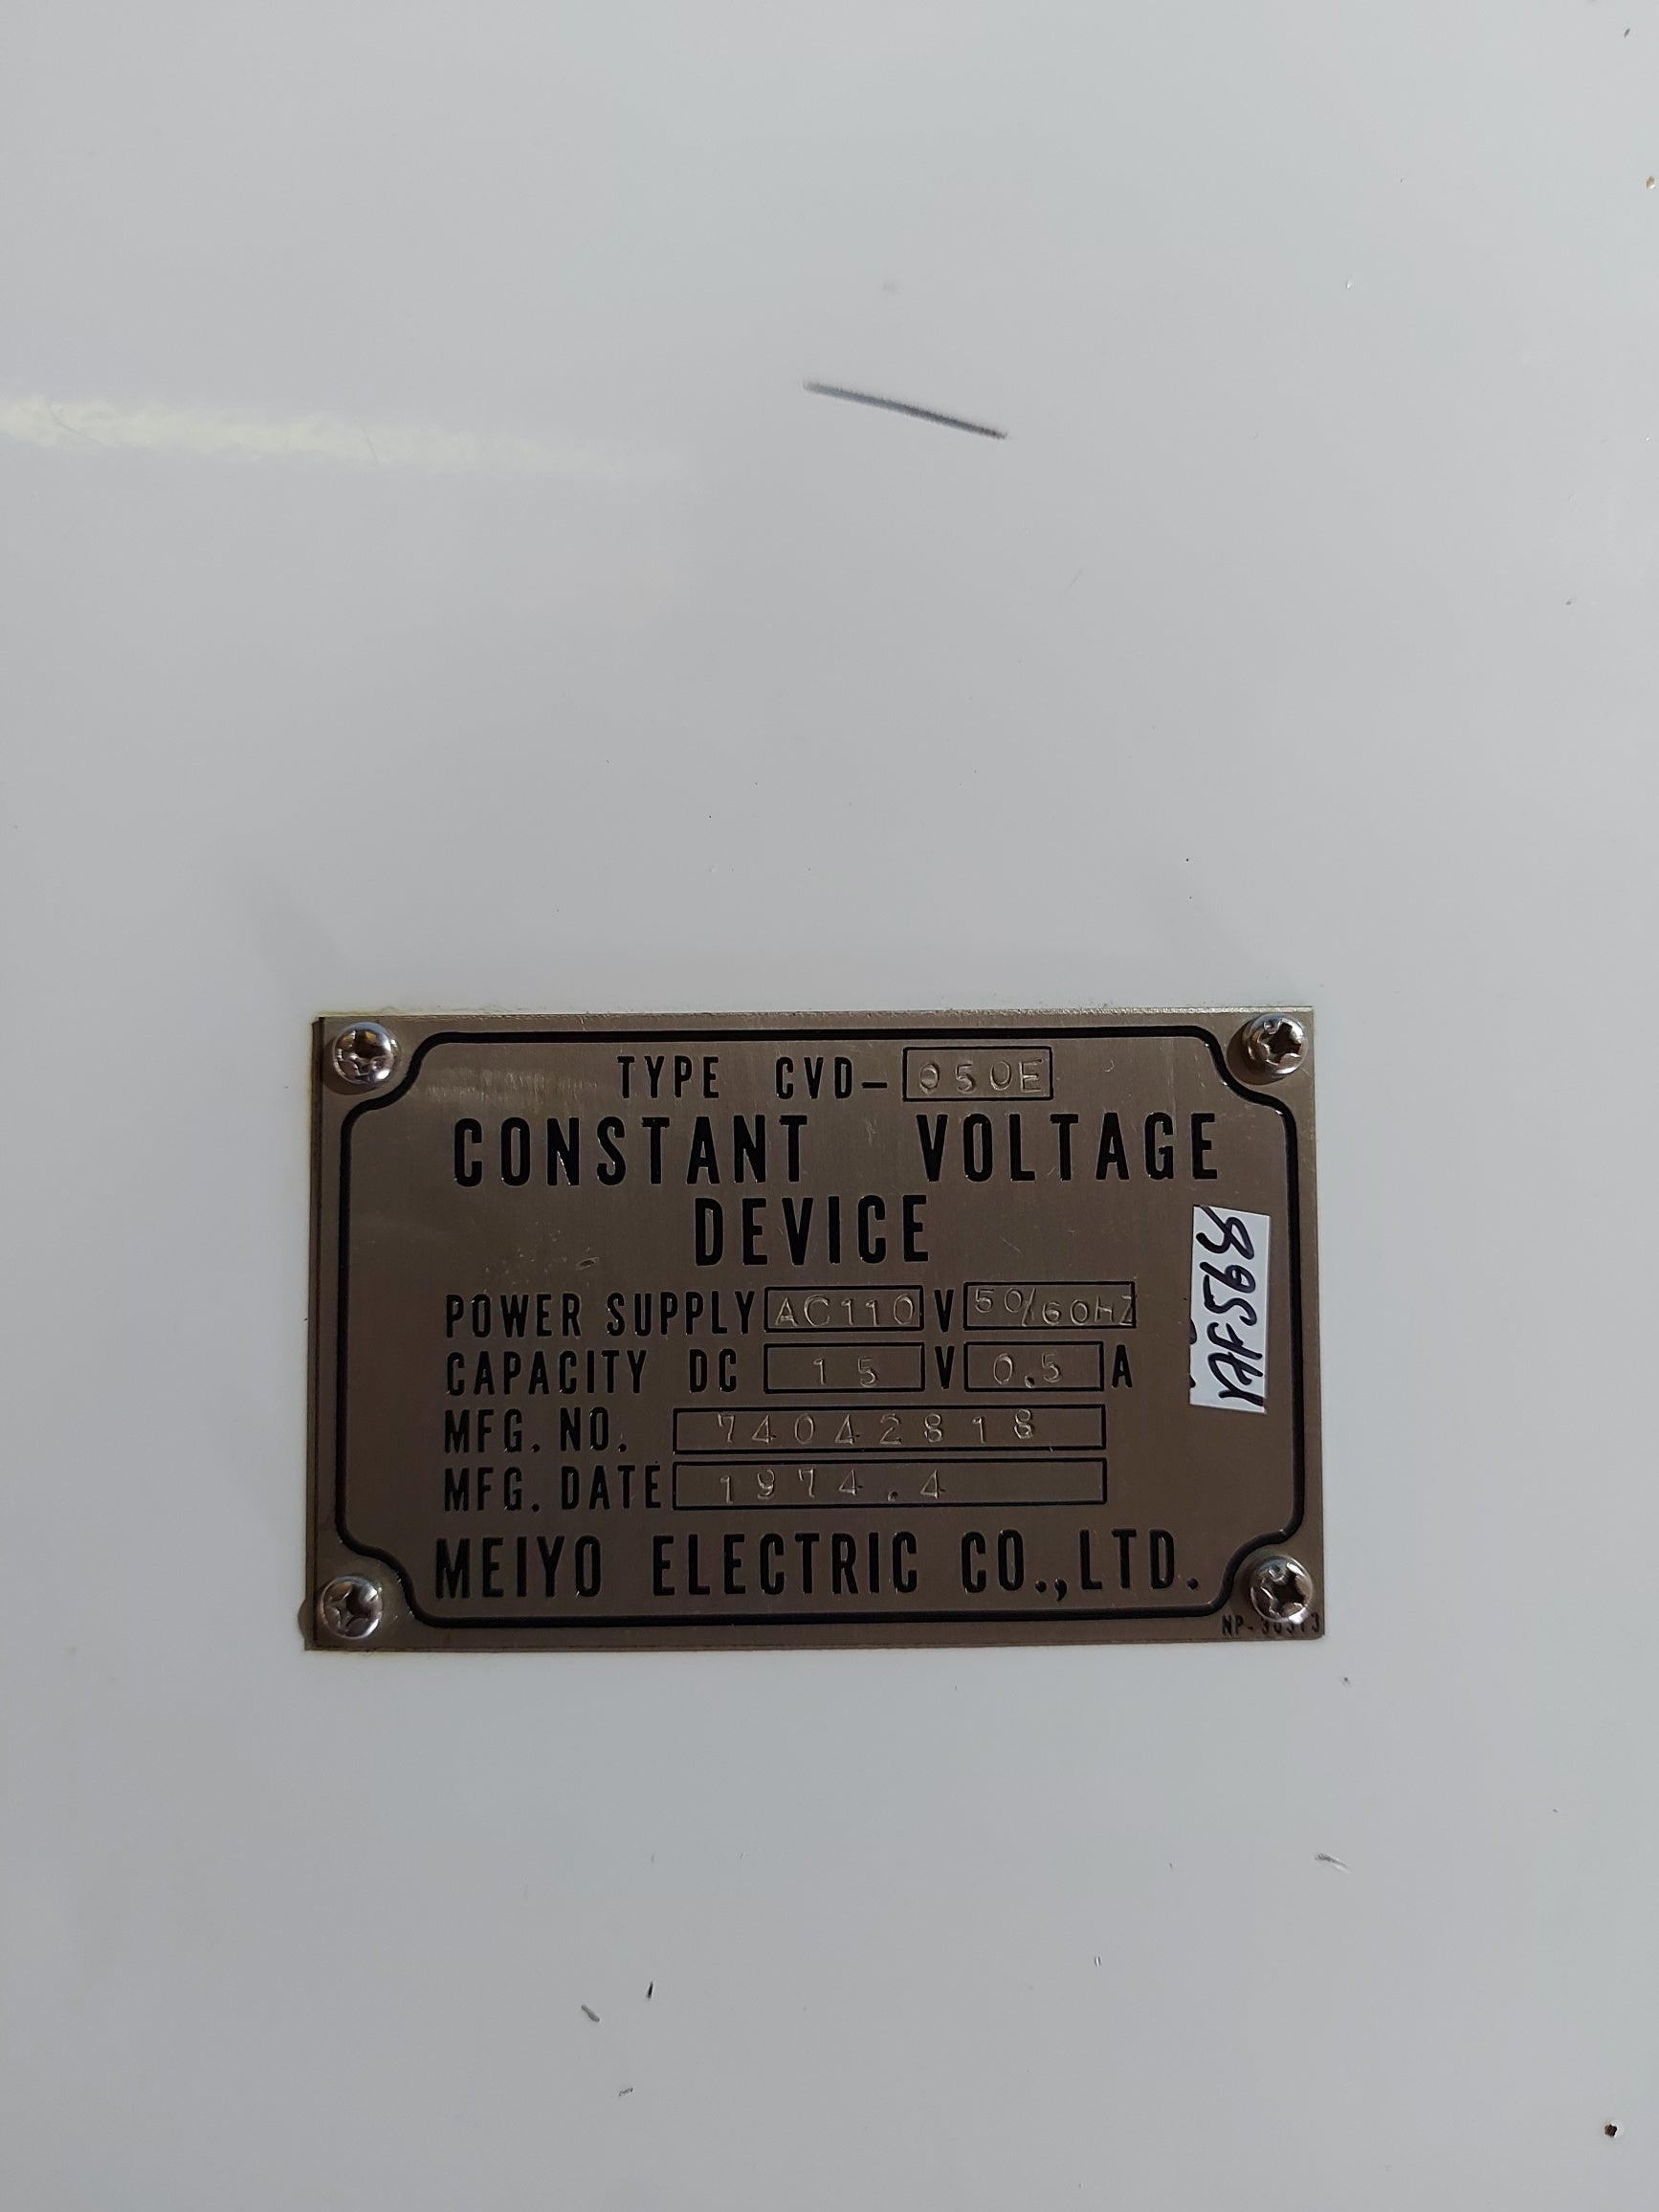 TYPE CVD-050E
CONSTANT VOLTAGE
DEVICE
POWER SUPPLY AC110 V 50/60HZ
CAPACITY DC 15 V 0.5 A
MFG. NO. 74042818
MFG. DATE 1974.4
MEIYO ELECTRIC CO.,LTD.